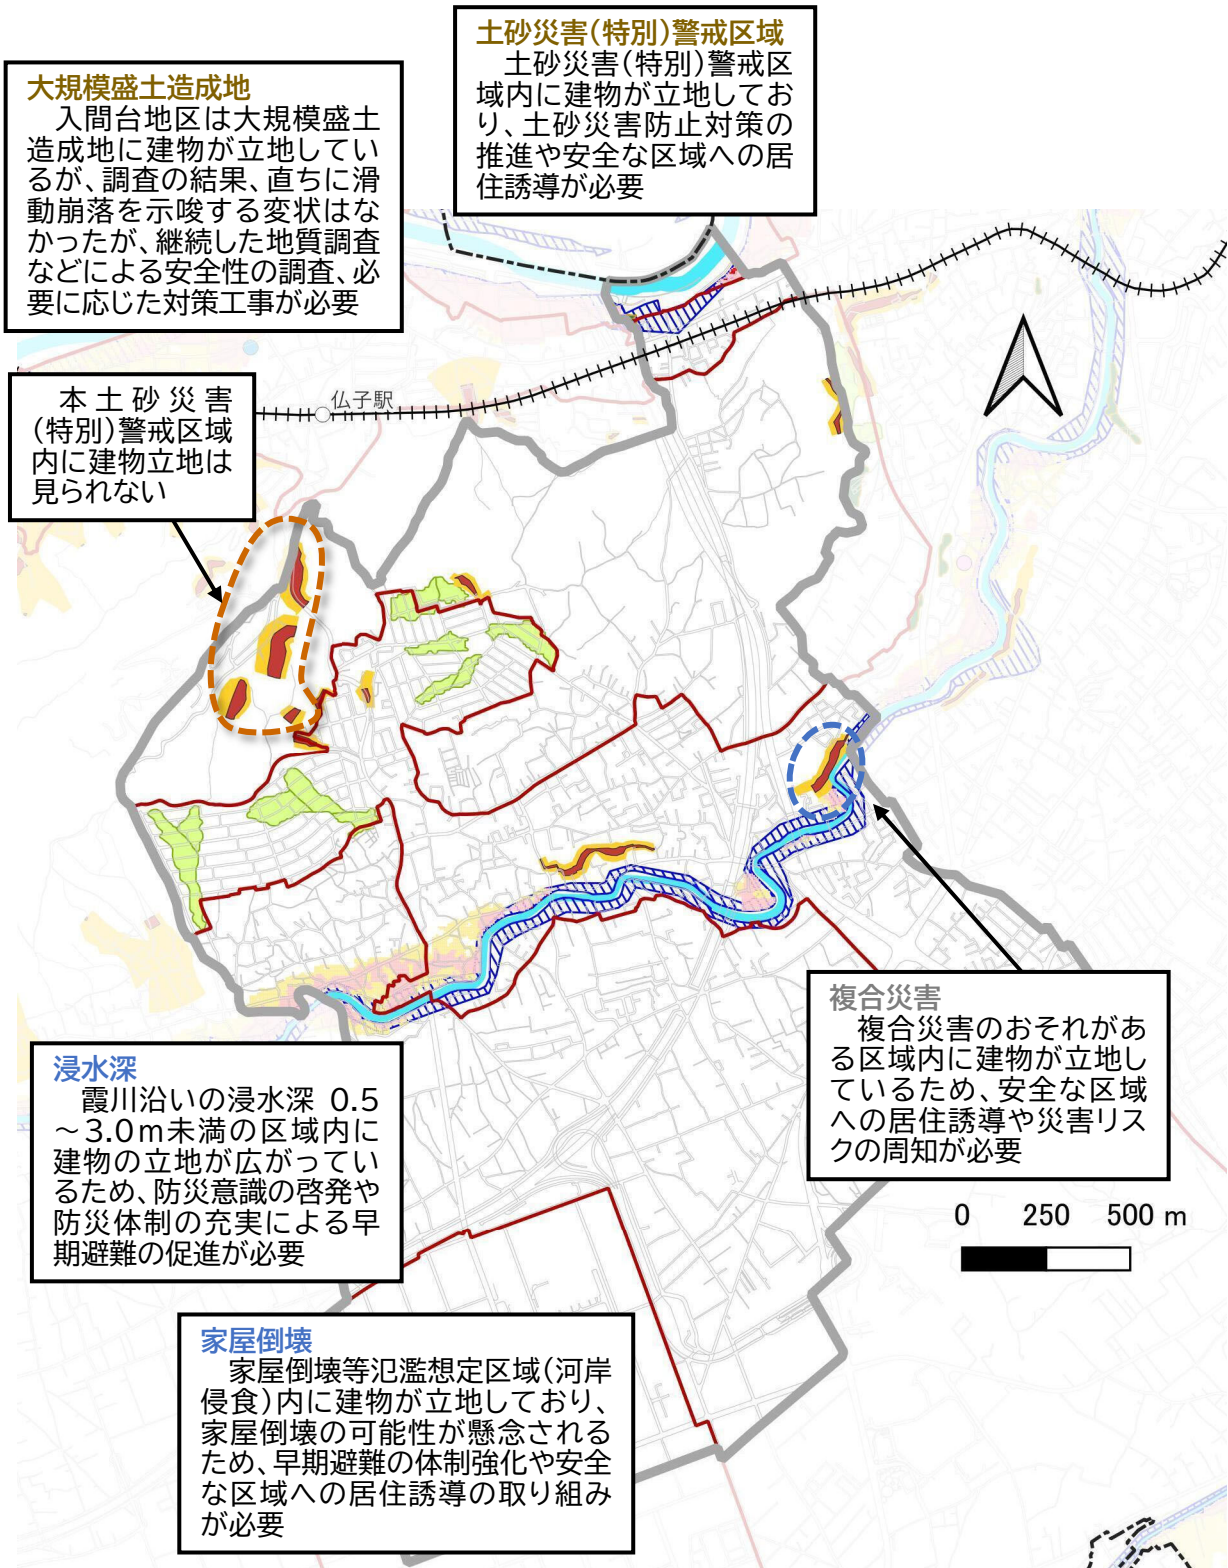 土砂災害(特別)警戒区域
土砂災害(特別)警戒区
域内に建物が立地してお
り、土砂災害防止対策の
推進や安全な区域への居
住誘導が必要
大規模盛土造成地
入間台地区は大規模盛土
造成地に建物が立地してい
るが、調査の結果、直ちに滑
動崩落を示唆する変状はな
かったが、継続した地質調査
などによる安全性の調査、必
要に応じた対策工事が必要
本土砂災害
(特別)警戒区域
内に建物立地は
見られない
仏子駅
複合災害
複合災害のおそれがあ
る区域内に建物が立地し
ているため、安全な区域
への居住誘導や災害リス
クの周知が必要
浸水深
霞川沿いの浸水深 0.5
～3.0m未満の区域内に
建物の立地が広がってい
るため、防災意識の啓発や
防災体制の充実による早
期避難の促進が必要
0 250 500 m
家屋倒壊
家屋倒壊等氾濫想定区域(河岸
侵食)内に建物が立地しており、
家屋倒壊の可能性が懸念される
ため、早期避難の体制強化や安全
な区域への居住誘導の取り組み
が必要